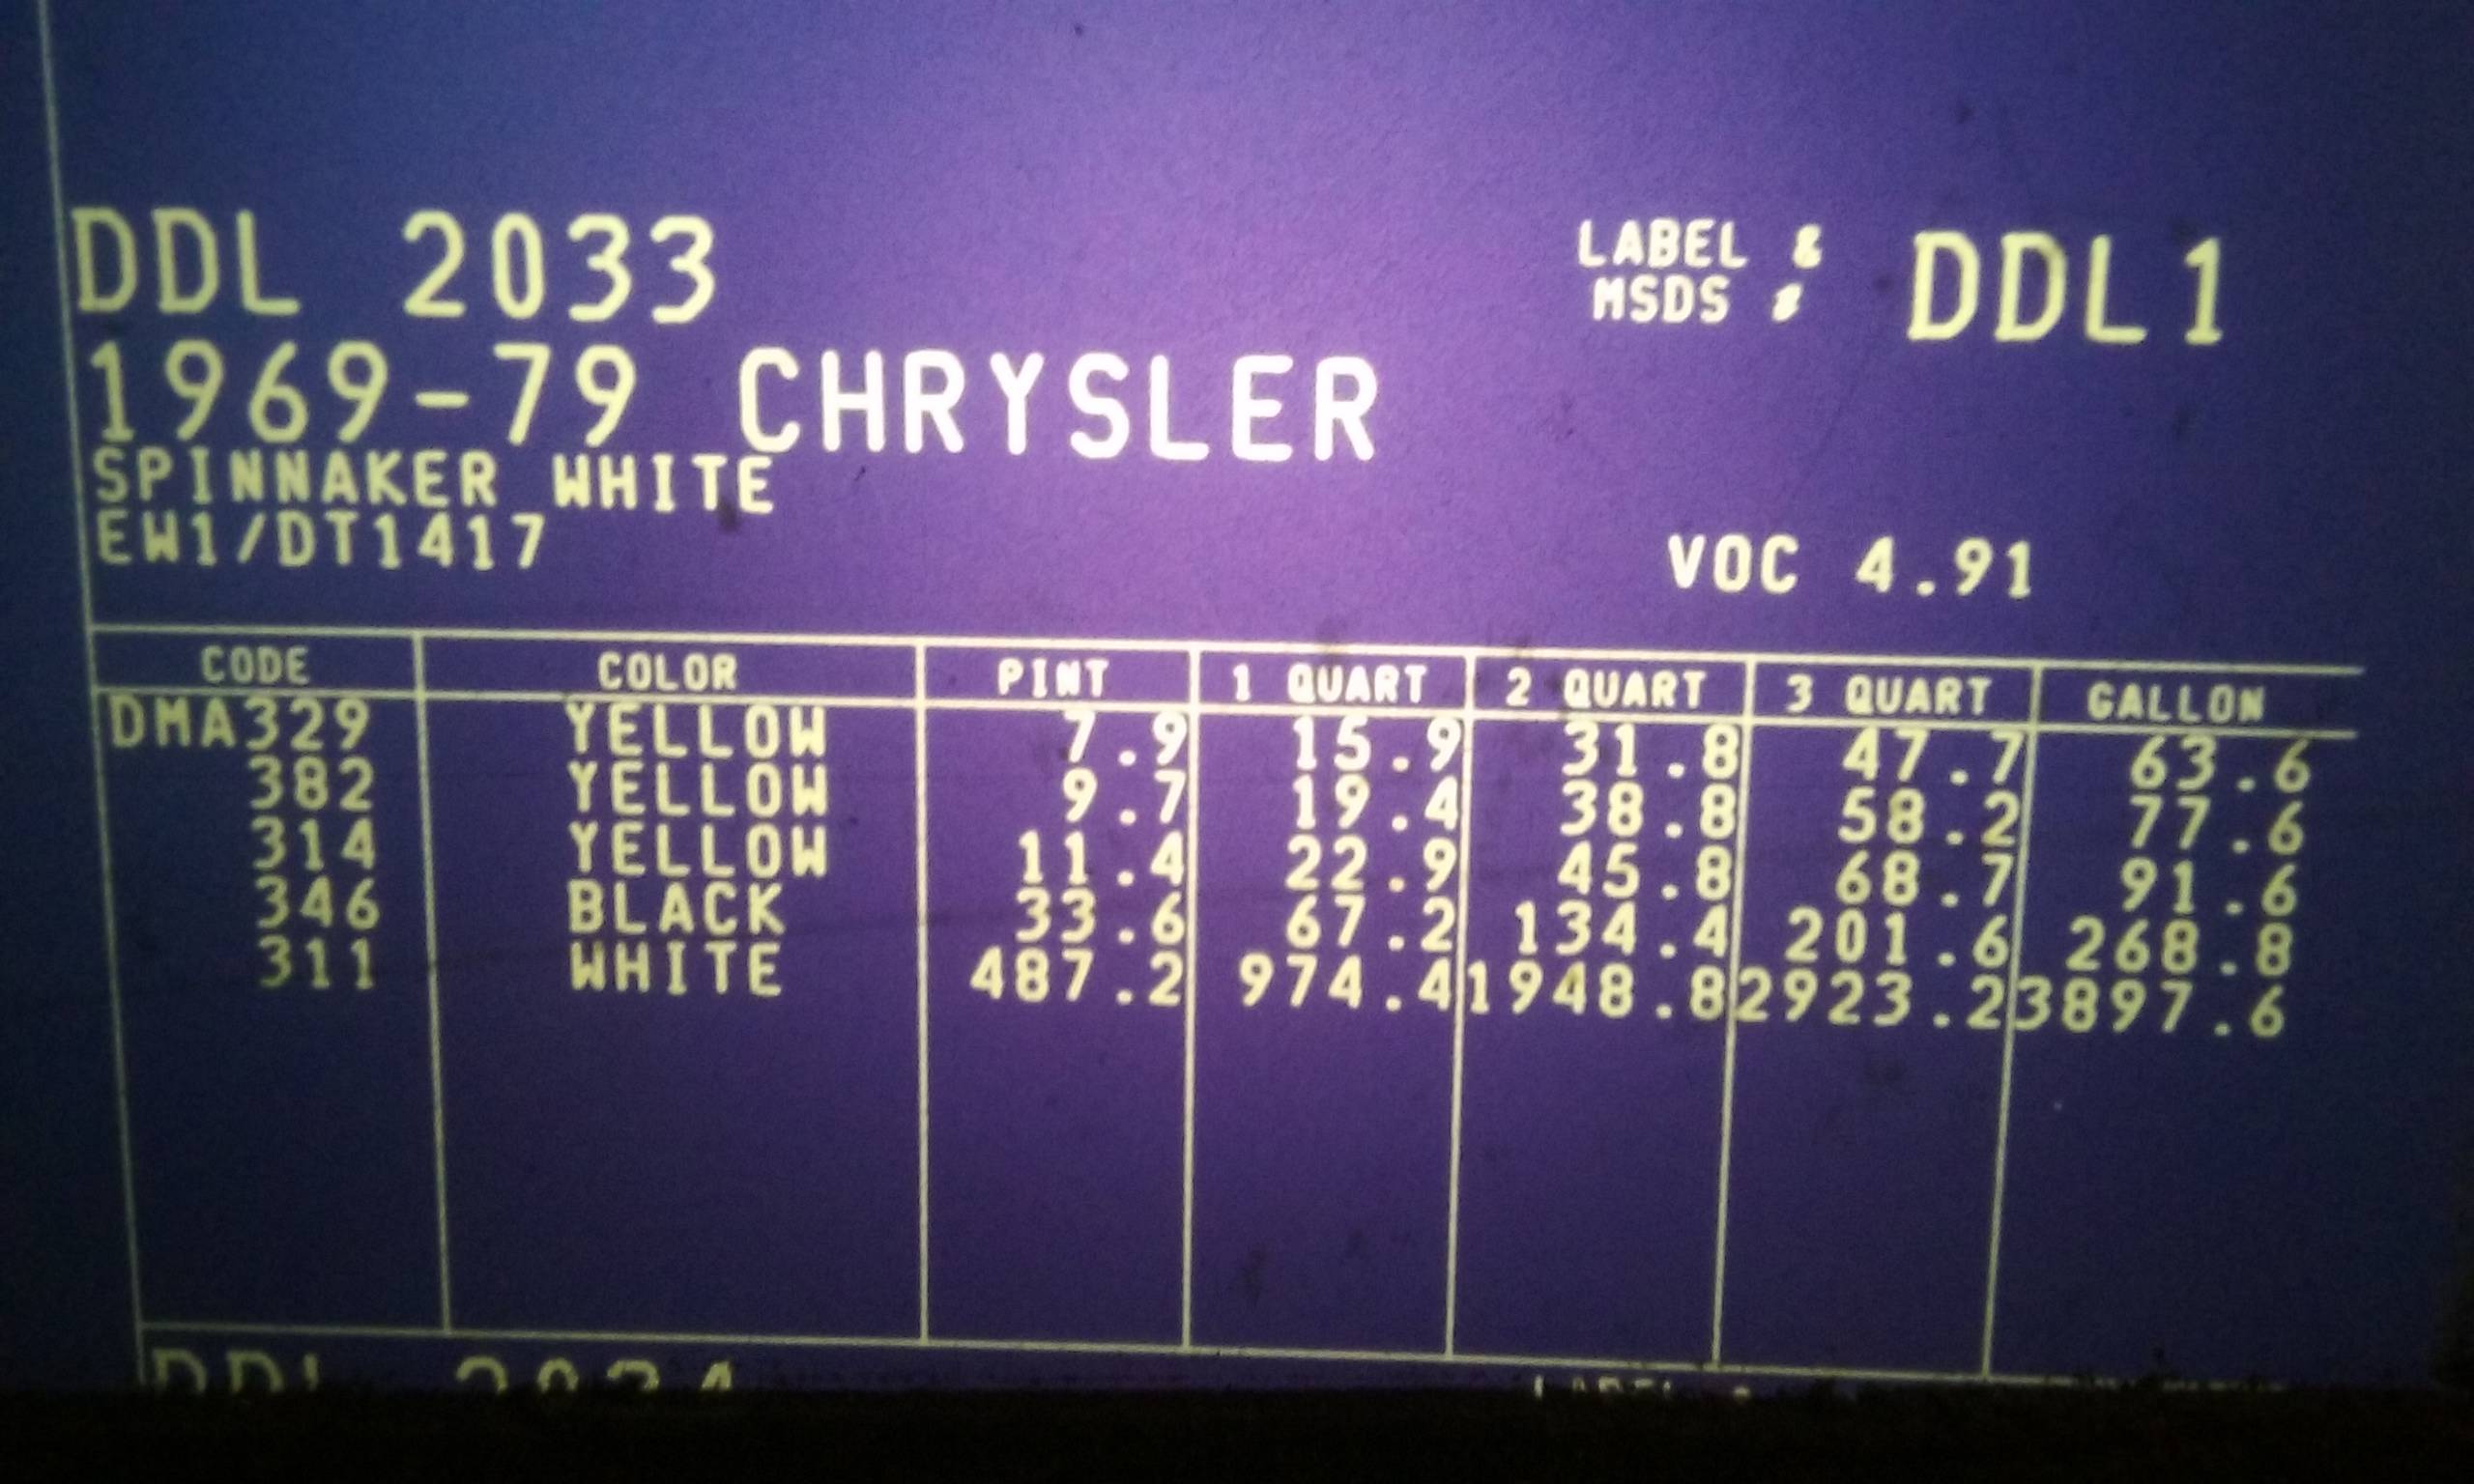 DDL 2033
LABEL &
MSDS #
DDL1
1969-79 CHRYSLER
SPINNAKER WHITE
EW1/DT1417
VOC 4.91
CODE COLOR PINT 1 QUART 2 QUART 3 QUART GALLON
DMA329 YELLOW 7.9 15.9 31.8 47.7 63.6
382 YELLOW 9.7 19.4 38.8 58.2 77.6
314 YELLOW 11.4 22.9 45.8 68.7 91.6
346 BLACK 33.6 67.2 134.4 201.6 268.8
311 WHITE 487.2 974.4 1948.8 2923.2 3897.6
DDL 2034
LABEL &